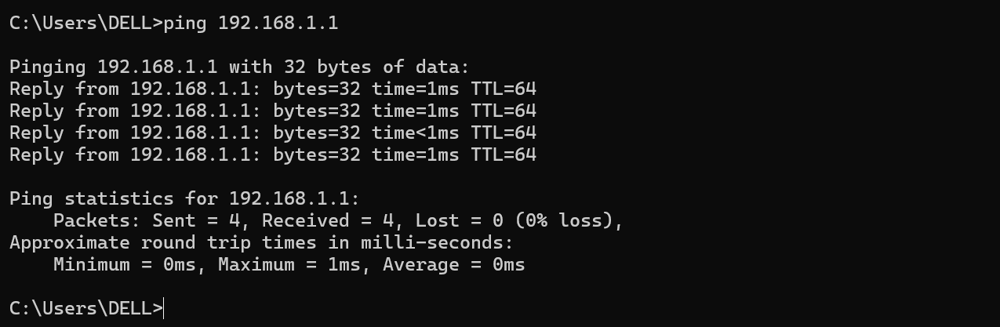 C:\Users\DELL>ping 192.168.1.1
Pinging 192.168.1.1 with 32 bytes of data:
Reply from 192.168.1.1: bytes=32 time=1ms TTL=64
Reply from 192.168.1.1: bytes=32 time=1ms TTL=64
Reply from 192.168.1.1: bytes=32 time<1ms TTL=64
Reply from 192.168.1.1: bytes=32 time=1ms TTL=64
Ping statistics for 192.168.1.1:
    Packets: Sent = 4, Received = 4, Lost = 0 (0% loss),
Approximate round trip times in milli-seconds:
    Minimum = 0ms, Maximum = 1ms, Average = 0ms
C:\Users\DELL>